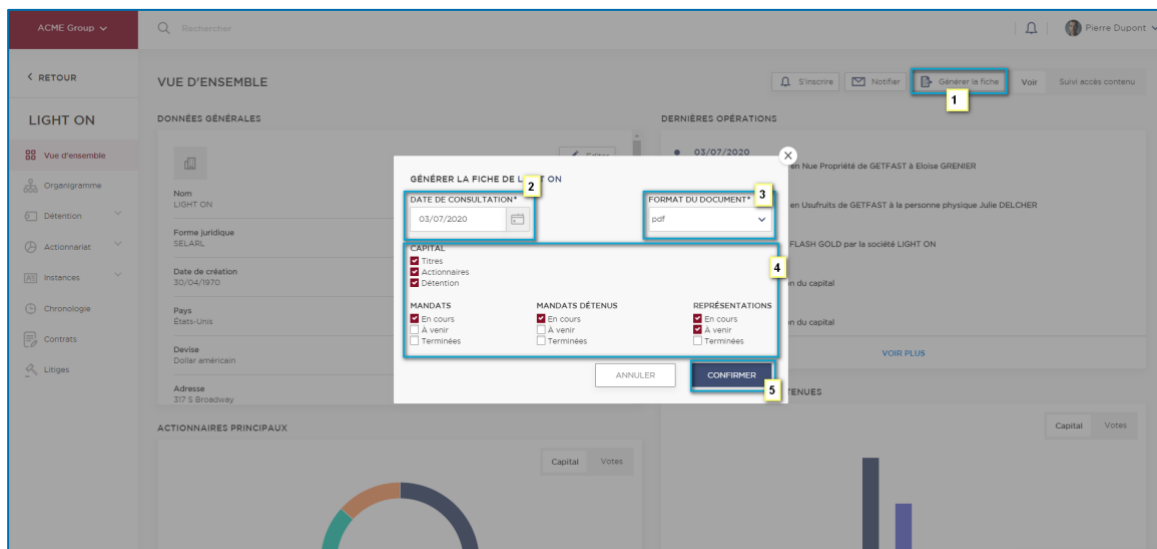 ACME Group
Rechercher
Pierre Dupont
RETOUR
VUE D'ENSEMBLE
S'inscrire
Notifier
Générer la fiche
Voir
Suivi accès contenu
1
LIGHT ON
Vue d'ensemble
Organigramme
Détention
Actionnariat
Instances
Chronologie
Contrats
Litiges
DONNÉES GÉNÉRALES
Nom
LIGHT ON
Forme juridique
SELARL
Date de création
30/04/1970
Pays
États-Unis
Devise
Dollar américain
Adresse
317 S Broadway
DERNIÈRES OPÉRATIONS
03/07/2020
en Nue Propriété de GETFAST à Eloise GRENIER
en Usufruits de GETFAST à la personne physique Julie DELCHER
FLASH GOLD par la société LIGHT ON
du capital
du capital
VOIR PLUS
GÉNÉRER LA FICHE DE LIGHT ON
2
DATE DE CONSULTATION*
03/07/2020
FORMAT DU DOCUMENT*
3
pdf
CAPITAL
4
Titres
Actionnaires
Détention
MANDATS
En cours
À venir
Terminées
MANDATS DÉTENUS
En cours
À venir
Terminées
REPRÉSENTATIONS
En cours
À venir
Terminées
ANNULER
CONFIRMER
5
ACTIONNAIRES PRINCIPAUX
Capital
Votes
Capital
Votes